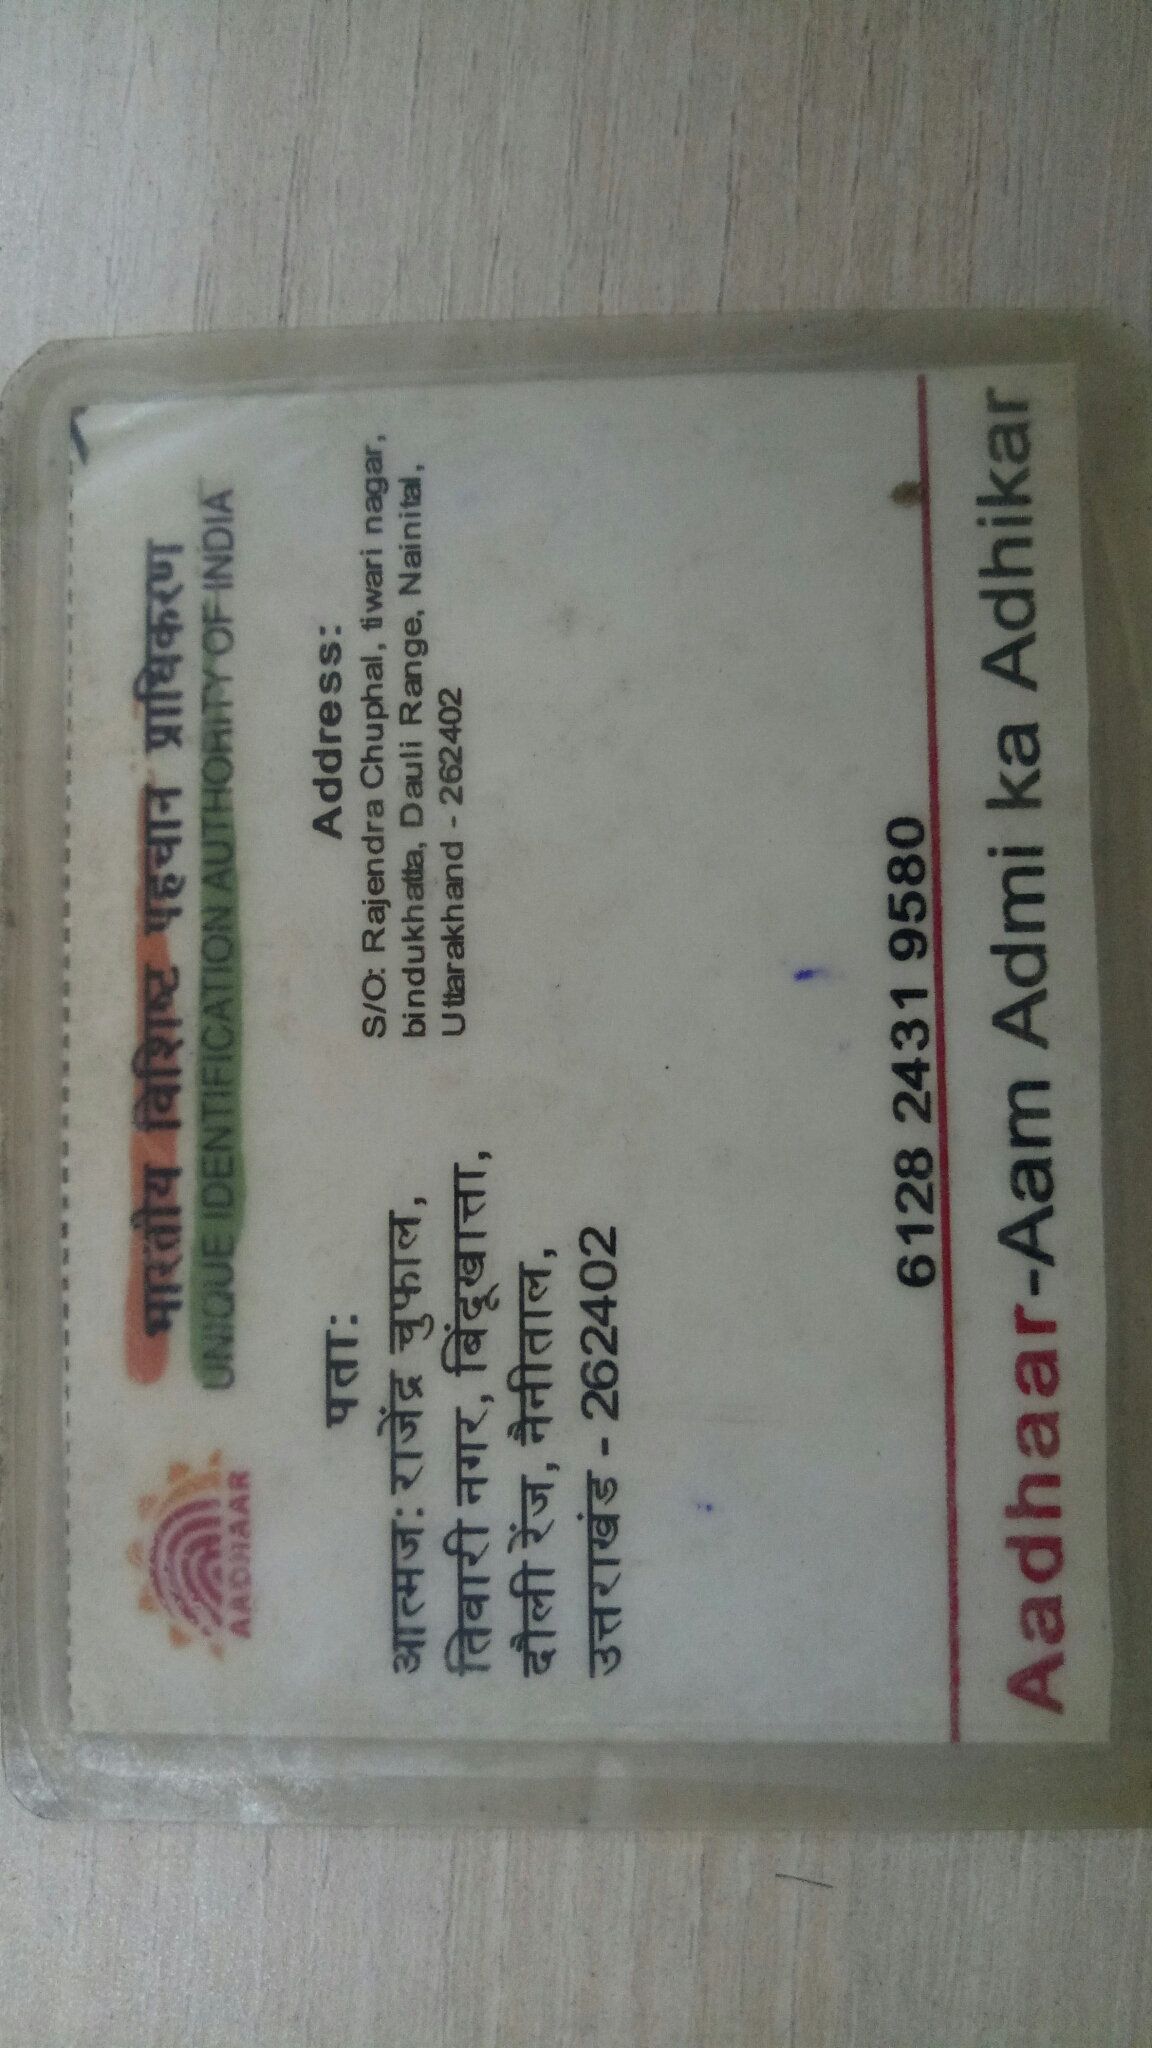 भारतीय विशिष्ट पहचान प्राधिकरण
UNIQUE IDENTIFICATION AUTHORITY OF INDIA
AADHAAR
पता:
आत्मज: राजेंद्र चुफाल,
तिवारी नगर, बिंदूखात्ता,
दौली रेंज, नैनीताल,
उत्तराखंड - 262402
Address:
S/O: Rajendra Chuphal, tiwari nagar,
bindukhatta, Dauli Range, Nainital,
Uttarakhand - 262402
6128 2431 9580
Aadhaar-Aam Admi ka Adhikar